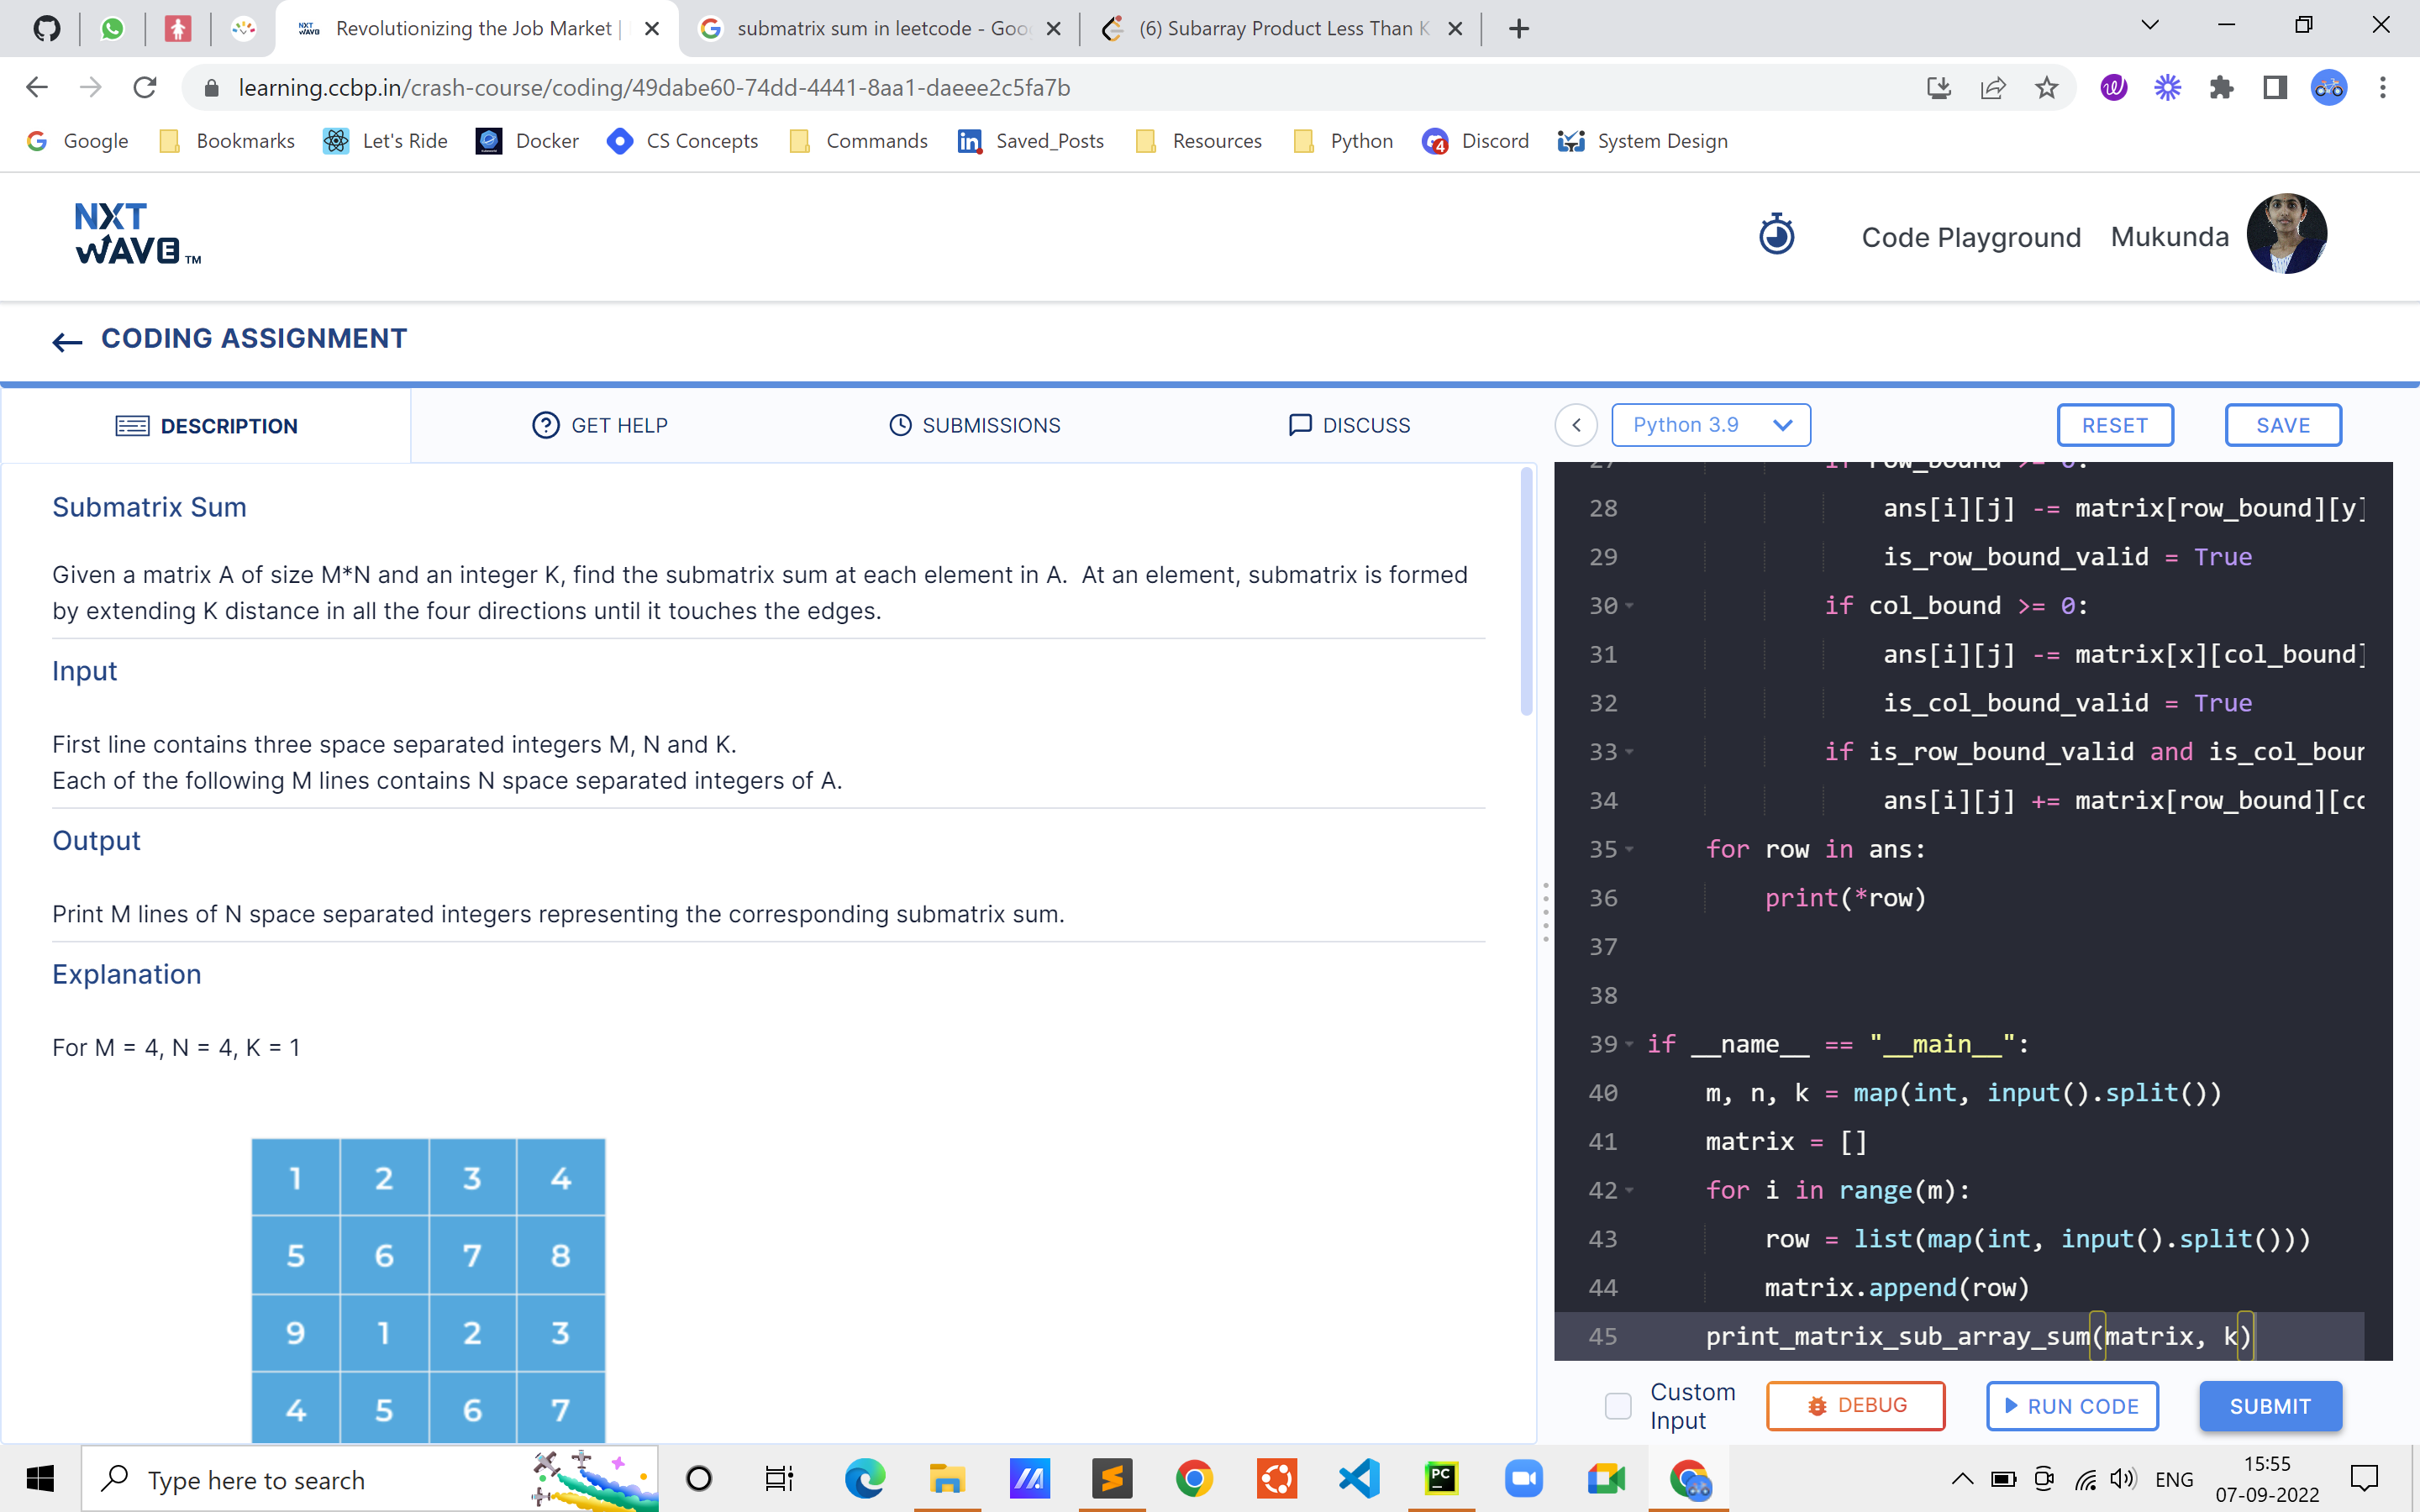 Revolutionizing the Job Market |
submatrix sum in leetcode - Goo
(6) Subarray Product Less Than K
learning.ccbp.in/crash-course/coding/49dabe60-74dd-4441-8aa1-daeee2c5fa7b
Google Bookmarks Let's Ride Docker CS Concepts Commands Saved_Posts Resources Python 4 Discord System Design
NXT
WAVE TM
Code Playground Mukunda
CODING ASSIGNMENT
DESCRIPTION GET HELP SUBMISSIONS DISCUSS
Python 3.9 RESET SAVE
Submatrix Sum
Given a matrix A of size M*N and an integer K, find the submatrix sum at each element in A. At an element, submatrix is formed
by extending K distance in all the four directions until it touches the edges.
Input
First line contains three space separated integers M, N and K.
Each of the following M lines contains N space separated integers of A.
Output
Print M lines of N space separated integers representing the corresponding submatrix sum.
Explanation
For M = 4, N = 4, K = 1
1 2 3 4
5 6 7 8
9 1 2 3
4 5 6 7
27 if row_bound >= 0:
28 ans[i][j] -= matrix[row_bound][y]
29 is_row_bound_valid = True
30 if col_bound >= 0:
31 ans[i][j] -= matrix[x][col_bound]
32 is_col_bound_valid = True
33 if is_row_bound_valid and is_col_boun
34 ans[i][j] += matrix[row_bound][co
35 for row in ans:
36 print(*row)
37
38
39 if __name__ == "__main__":
40 m, n, k = map(int, input().split())
41 matrix = []
42 for i in range(m):
43 row = list(map(int, input().split()))
44 matrix.append(row)
45 print_matrix_sub_array_sum(matrix, k)
Custom
Input
DEBUG RUN CODE SUBMIT
Type here to search
PC
ENG
15:55
07-09-2022